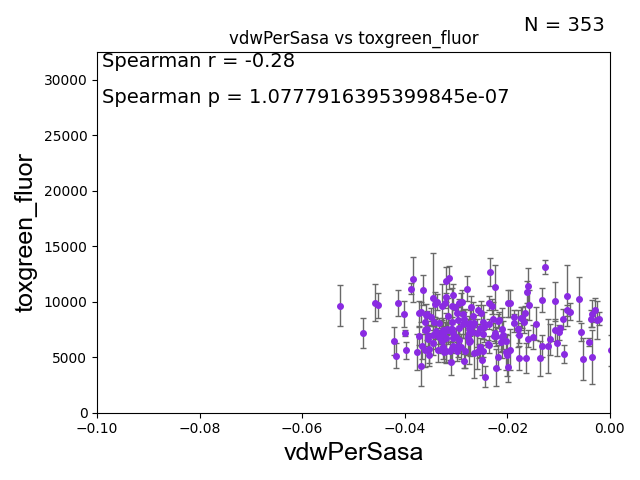 N = 353
vdwPerSasa vs toxgreen_fluor
Spearman r = -0.28
Spearman p = 1.0777916395399845e-07
30000
25000
20000
15000
10000
5000
0
toxgreen_fluor
−0.10
−0.08
−0.06
−0.04
−0.02
0.00
vdwPerSasa